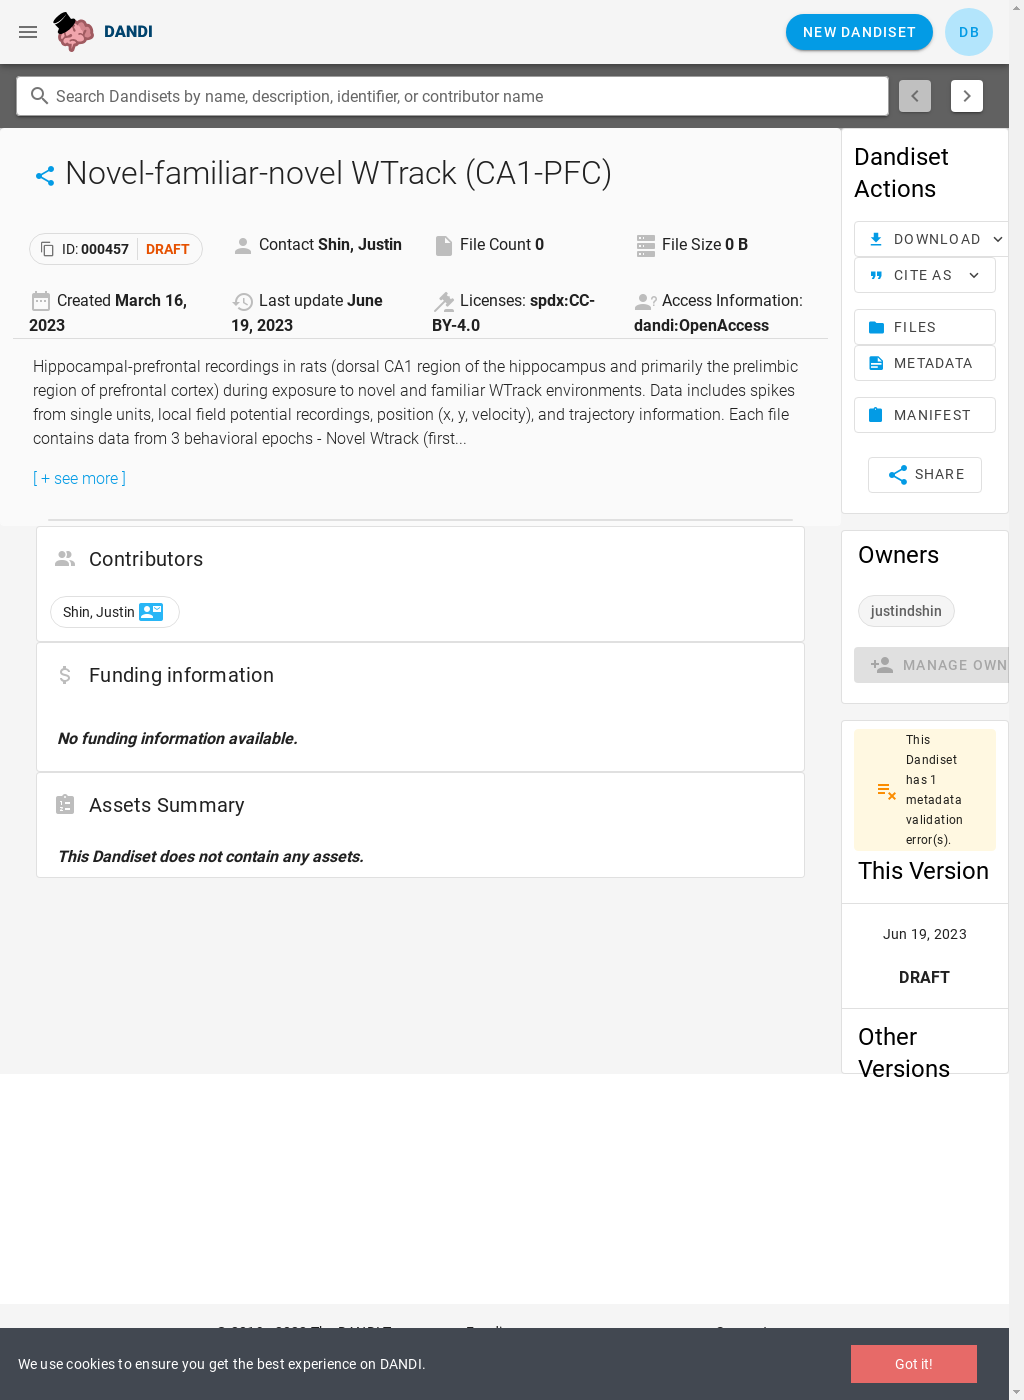 DANDI
NEW DANDISET
DB
Search Dandisets by name, description, identifier, or contributor name
Novel-familiar-novel WTrack (CA1-PFC)
ID: 000457 DRAFT
Contact Shin, Justin
File Count 0
File Size 0 B
Created March 16,
2023
Last update June
19, 2023
Licenses: spdx:CC-
BY-4.0
Access Information:
dandi:OpenAccess
Hippocampal-prefrontal recordings in rats (dorsal CA1 region of the hippocampus and primarily the prelimbic
region of prefrontal cortex) during exposure to novel and familiar WTrack environments. Data includes spikes
from single units, local field potential recordings, position (x, y, velocity), and trajectory information. Each file
contains data from 3 behavioral epochs - Novel Wtrack (first...
[ + see more ]
Contributors
Shin, Justin
Funding information
No funding information available.
Assets Summary
This Dandiset does not contain any assets.
Dandiset
Actions
DOWNLOAD
CITE AS
FILES
METADATA
MANIFEST
SHARE
Owners
justindshin
MANAGE OWN
This
Dandiset
has 1
metadata
validation
error(s).
This Version
Jun 19, 2023
DRAFT
Other
Versions
We use cookies to ensure you get the best experience on DANDI.
Got it!